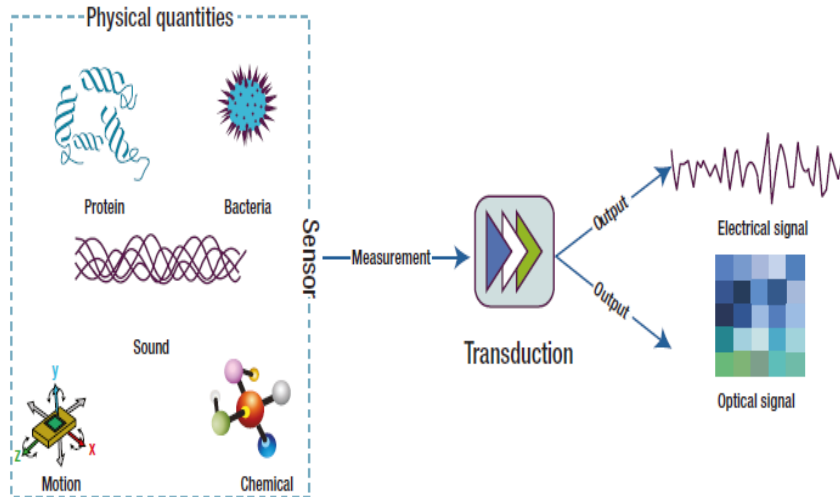 Physical quantities
Protein
Bacteria
Sound
y
z
x
Motion
Chemical
Sensor
Measurement
Transduction
Output
Electrical signal
Output
Optical signal